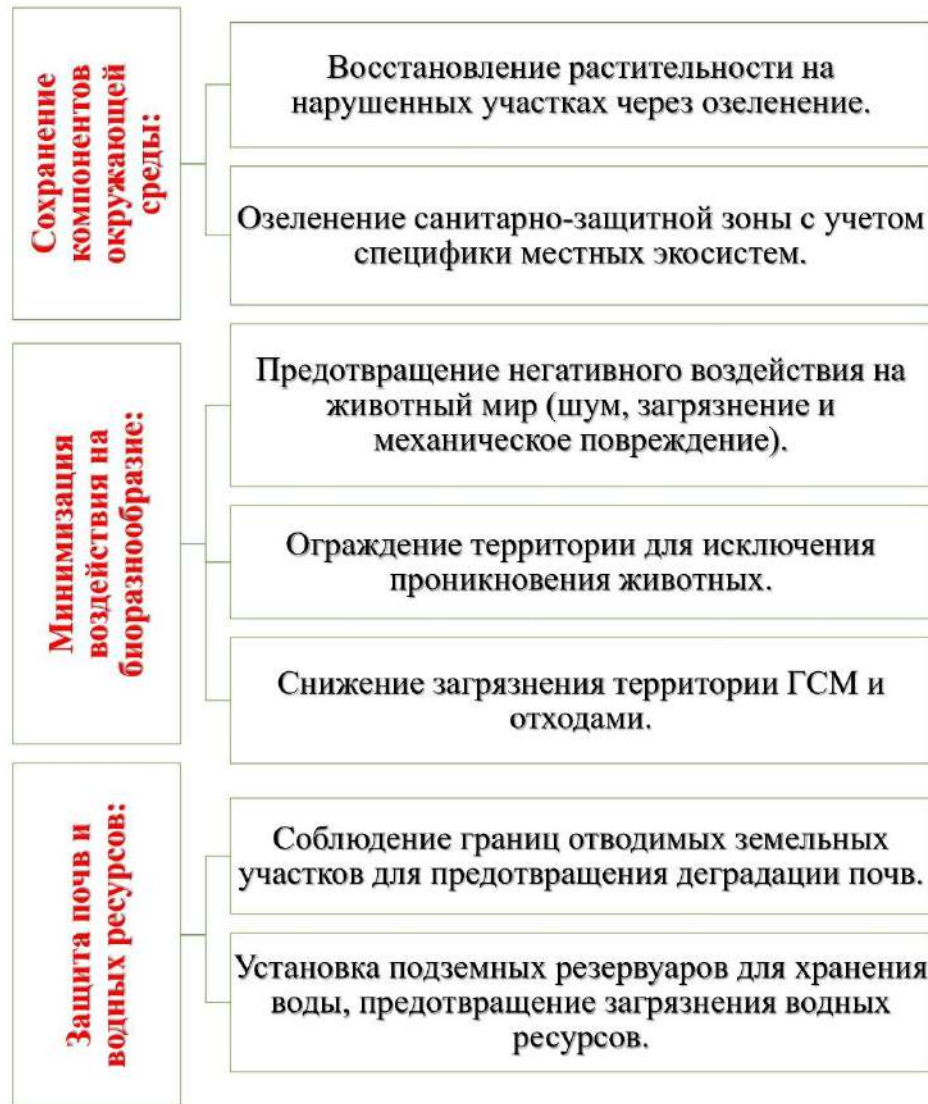 Сохранение
компонентов
окружающей
среды:
Восстановление растительности на
нарушенных участках через озеленение.
Озеленение санитарно-защитной зоны с учетом
специфики местных экосистем.
Минимизация
воздействия на
биоразнообразие:
Предотвращение негативного воздействия на
животный мир (шум, загрязнение и
механическое повреждение).
Ограждение территории для исключения
проникновения животных.
Снижение загрязнения территории ГСМ и
отходами.
Защита почв и
водных ресурсов:
Соблюдение границ отводимых земельных
участков для предотвращения деградации почв.
Установка подземных резервуаров для хранения
воды, предотвращение загрязнения водных
ресурсов.